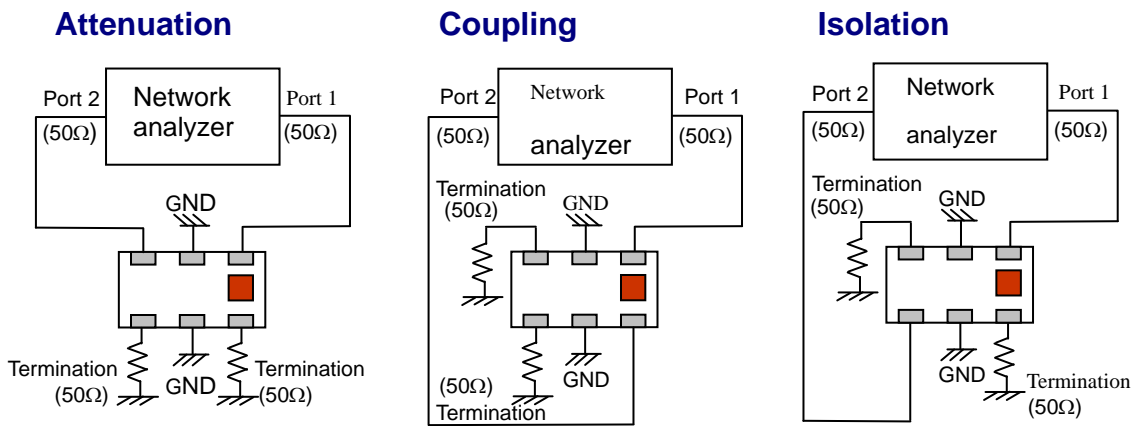 Attenuation
Port 2
(50Ω)
Network
analyzer
Port 1
(50Ω)
GND
Termination
(50Ω)
GND
Termination
(50Ω)
Coupling
Port 2
(50Ω)
Network
analyzer
Port 1
(50Ω)
Termination
(50Ω)
GND
(50Ω)
Termination
GND
Isolation
Port 2
(50Ω)
Network
analyzer
Port 1
(50Ω)
Termination
(50Ω)
GND
GND
Termination
(50Ω)